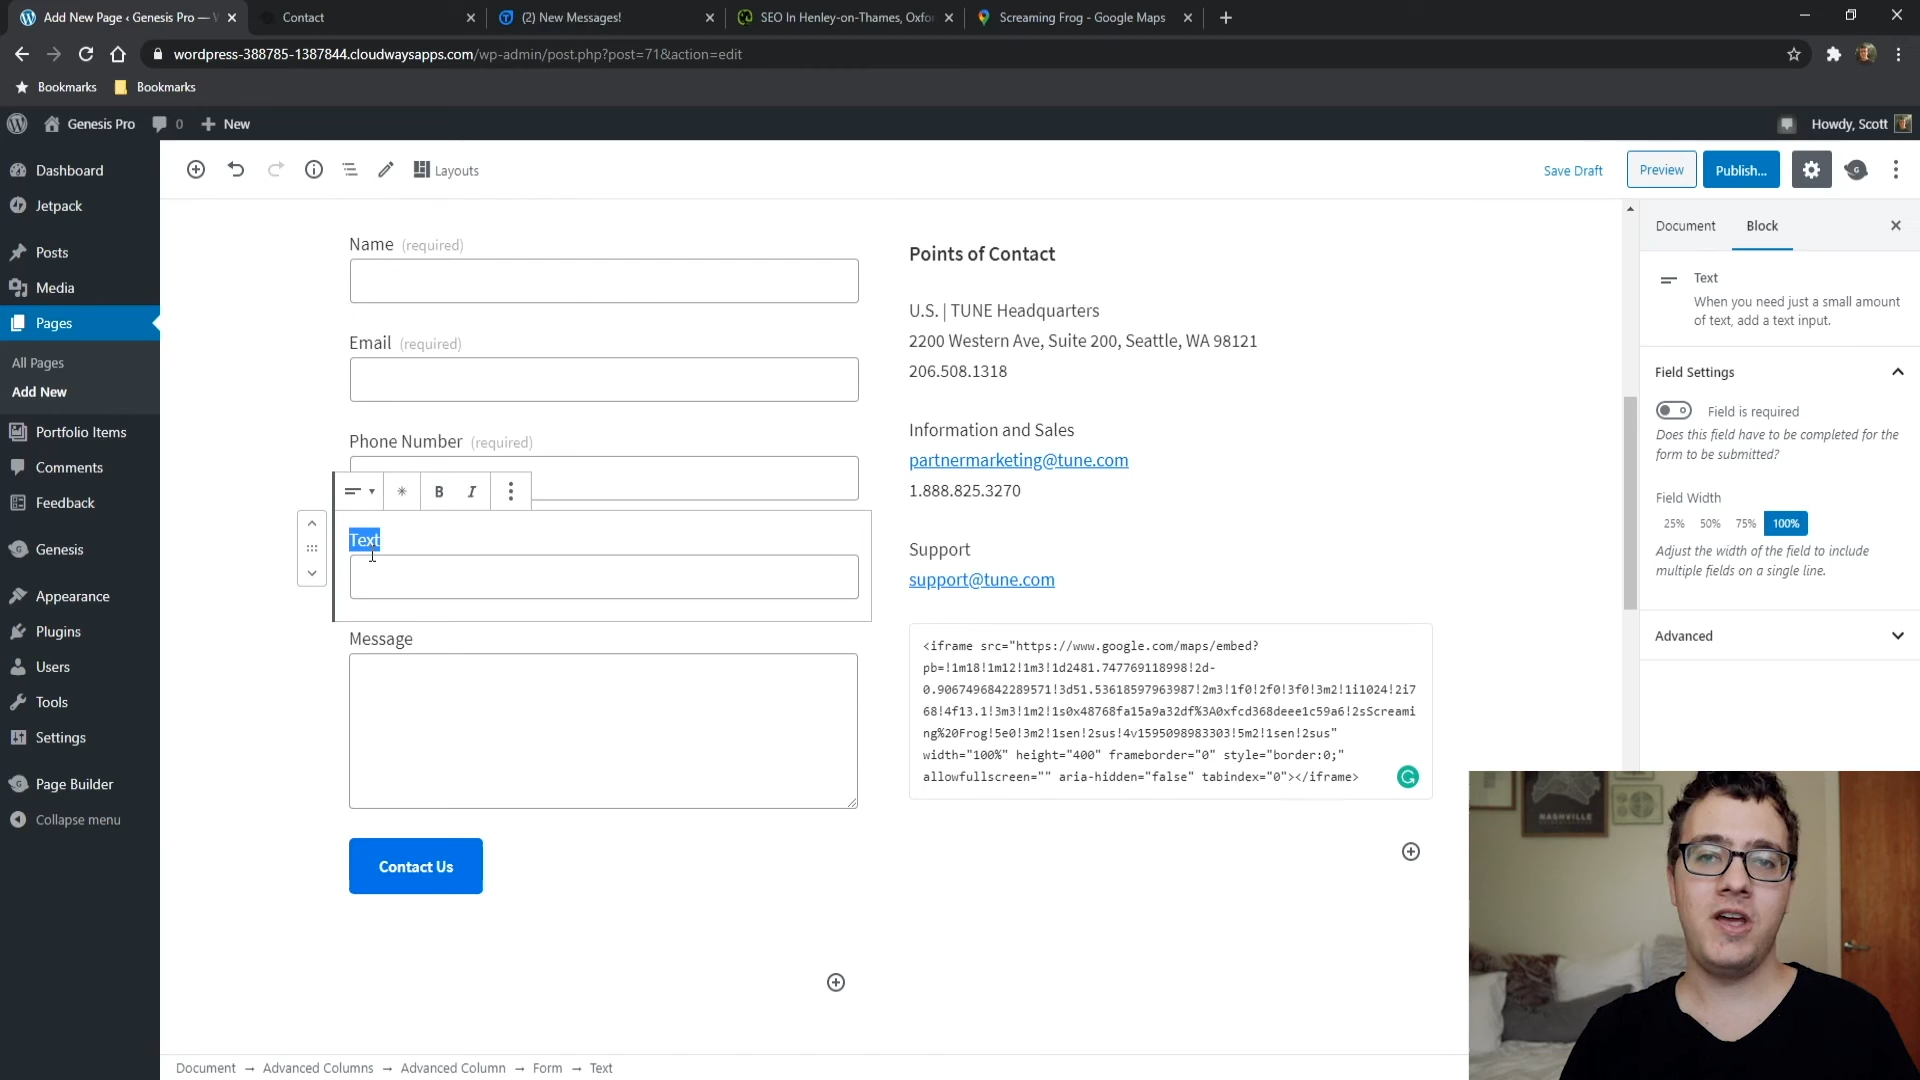 Add New Page ‹ Genesis Pro —
Contact
(2) New Messages!
SEO In Henley-on-Thames, Oxfor
Screaming Frog - Google Maps
wordpress-388785-1387844.cloudwaysapps.com/wp-admin/post.php?post=71&action=edit
Bookmarks
Bookmarks
Genesis Pro
0
New
Howdy, Scott
Dashboard
Jetpack
Posts
Media
Pages
All Pages
Add New
Portfolio Items
Comments
Feedback
Genesis
Appearance
Plugins
Users
Tools
Settings
Page Builder
Collapse menu
Layouts
Save Draft
Preview
Publish...
Name (required)
Email (required)
Phone Number (required)
B I
Text
Message
Contact Us
Points of Contact
U.S. | TUNE Headquarters
2200 Western Ave, Suite 200, Seattle, WA 98121
206.508.1318
Information and Sales
partnermarketing@tune.com
1.888.825.3270
Support
support@tune.com
<iframe src="https://www.google.com/maps/embed?
pb=!1m18!1m12!1m3!1d2481.747769118998!2d-
0.9067496842289571!3d51.53618597963987!2m3!1f0!2f0!3f0!3m2!1i1024!2i7
68!4f13.1!3m3!1m2!1s0x48768fa15a9a32df%3A0xfcd368deee1c59a6!2sScreami
ng%20Frog!5e0!3m2!1sen!2sus!4v1595098983303!5m2!1sen!2sus"
width="100%" height="400" frameborder="0" style="border:0;"
allowfullscreen="" aria-hidden="false" tabindex="0"></iframe>
Document
Block
Text
When you need just a small amount
of text, add a text input.
Field Settings
Field is required
Does this field have to be completed for the
form to be submitted?
Field Width
25% 50% 75% 100%
Adjust the width of the field to include
multiple fields on a single line.
Advanced
NASHVILLE
Document → Advanced Columns → Advanced Column → Form → Text